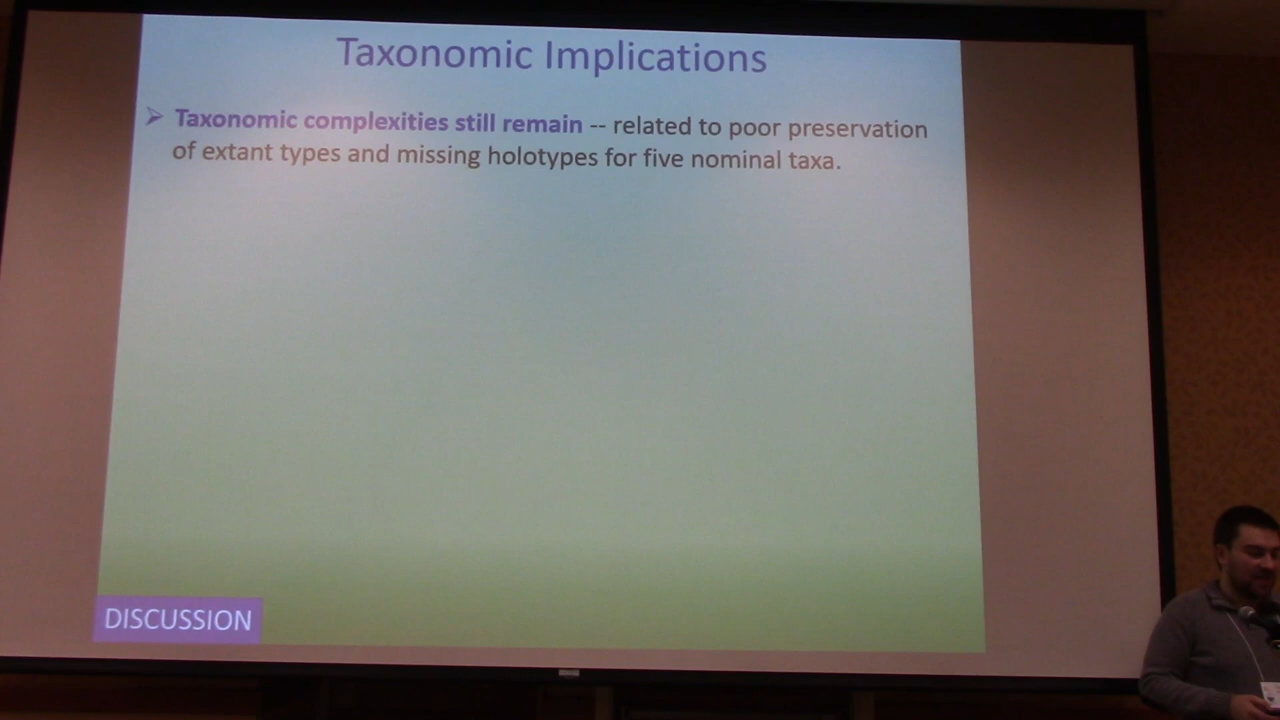 Taxonomic Implications
➢ Taxonomic complexities still remain -- related to poor preservation
of extant types and missing holotypes for five nominal taxa.
DISCUSSION